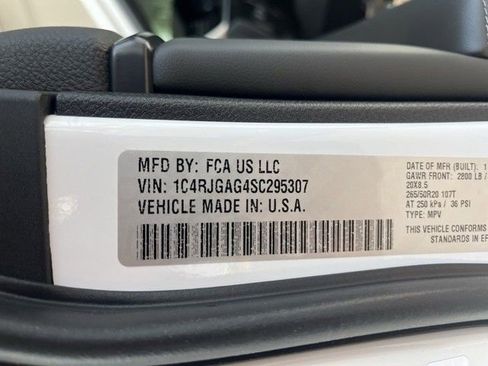 MFD BY: FCA US LLC
VIN: 1C4RJGAG4SC295307
VEHICLE MADE IN: U.S.A.
DATE OF MFR (BUILT): 1
GAWR FRONT: 2800 LB /
20X8.5
265/50R20 107T
AT 250 kPa / 36 PSI
TYPE: MPV
VEHICLE CONFORMS
STANDARDS IN EF